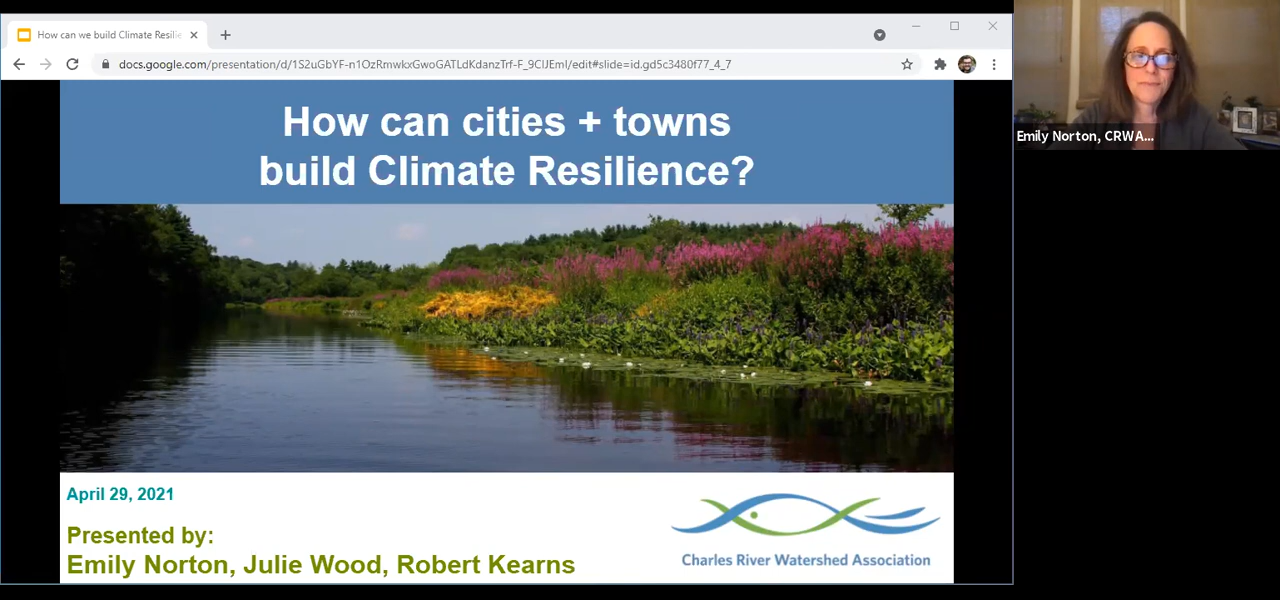 How can we build Climate Resilie
docs.google.com/presentation/d/1S2uGbYF-n1OzRmwkxGwoGATLdKdanzTrf-F_9ClJEmI/edit#slide=id.gd5c3480f77_4_7
How can cities + towns
build Climate Resilience?
Emily Norton, CRWA...
April 29, 2021
Presented by:
Emily Norton, Julie Wood, Robert Kearns
Charles River Watershed Association